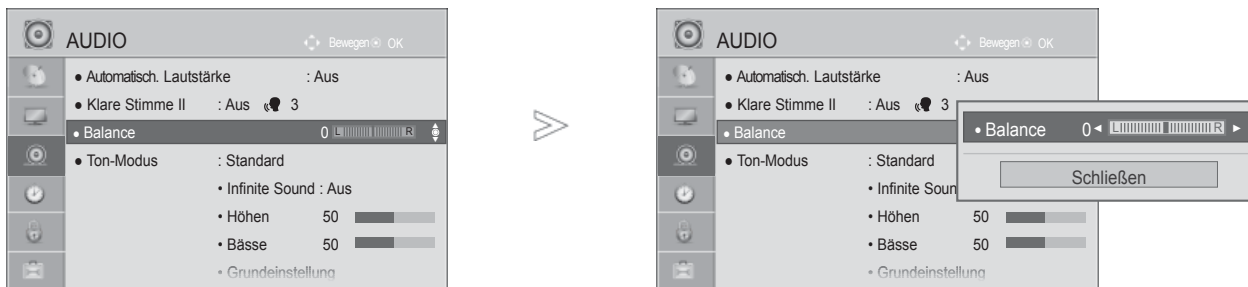 AUDIO
Bewegen OK
● Automatisch. Lautstärke : Aus
● Klare Stimme II : Aus 3
• Balance 0 L R
● Ton-Modus : Standard
• Infinite Sound : Aus
• Höhen 50
• Bässe 50
• Grundeinstellung
AUDIO
Bewegen OK
● Automatisch. Lautstärke : Aus
● Klare Stimme II : Aus 3
• Balance
● Ton-Modus : Standard
• Infinite Soun
• Höhen 50
• Bässe 50
• Grundeinstellung
• Balance 0 ◄ L R ►
Schließen